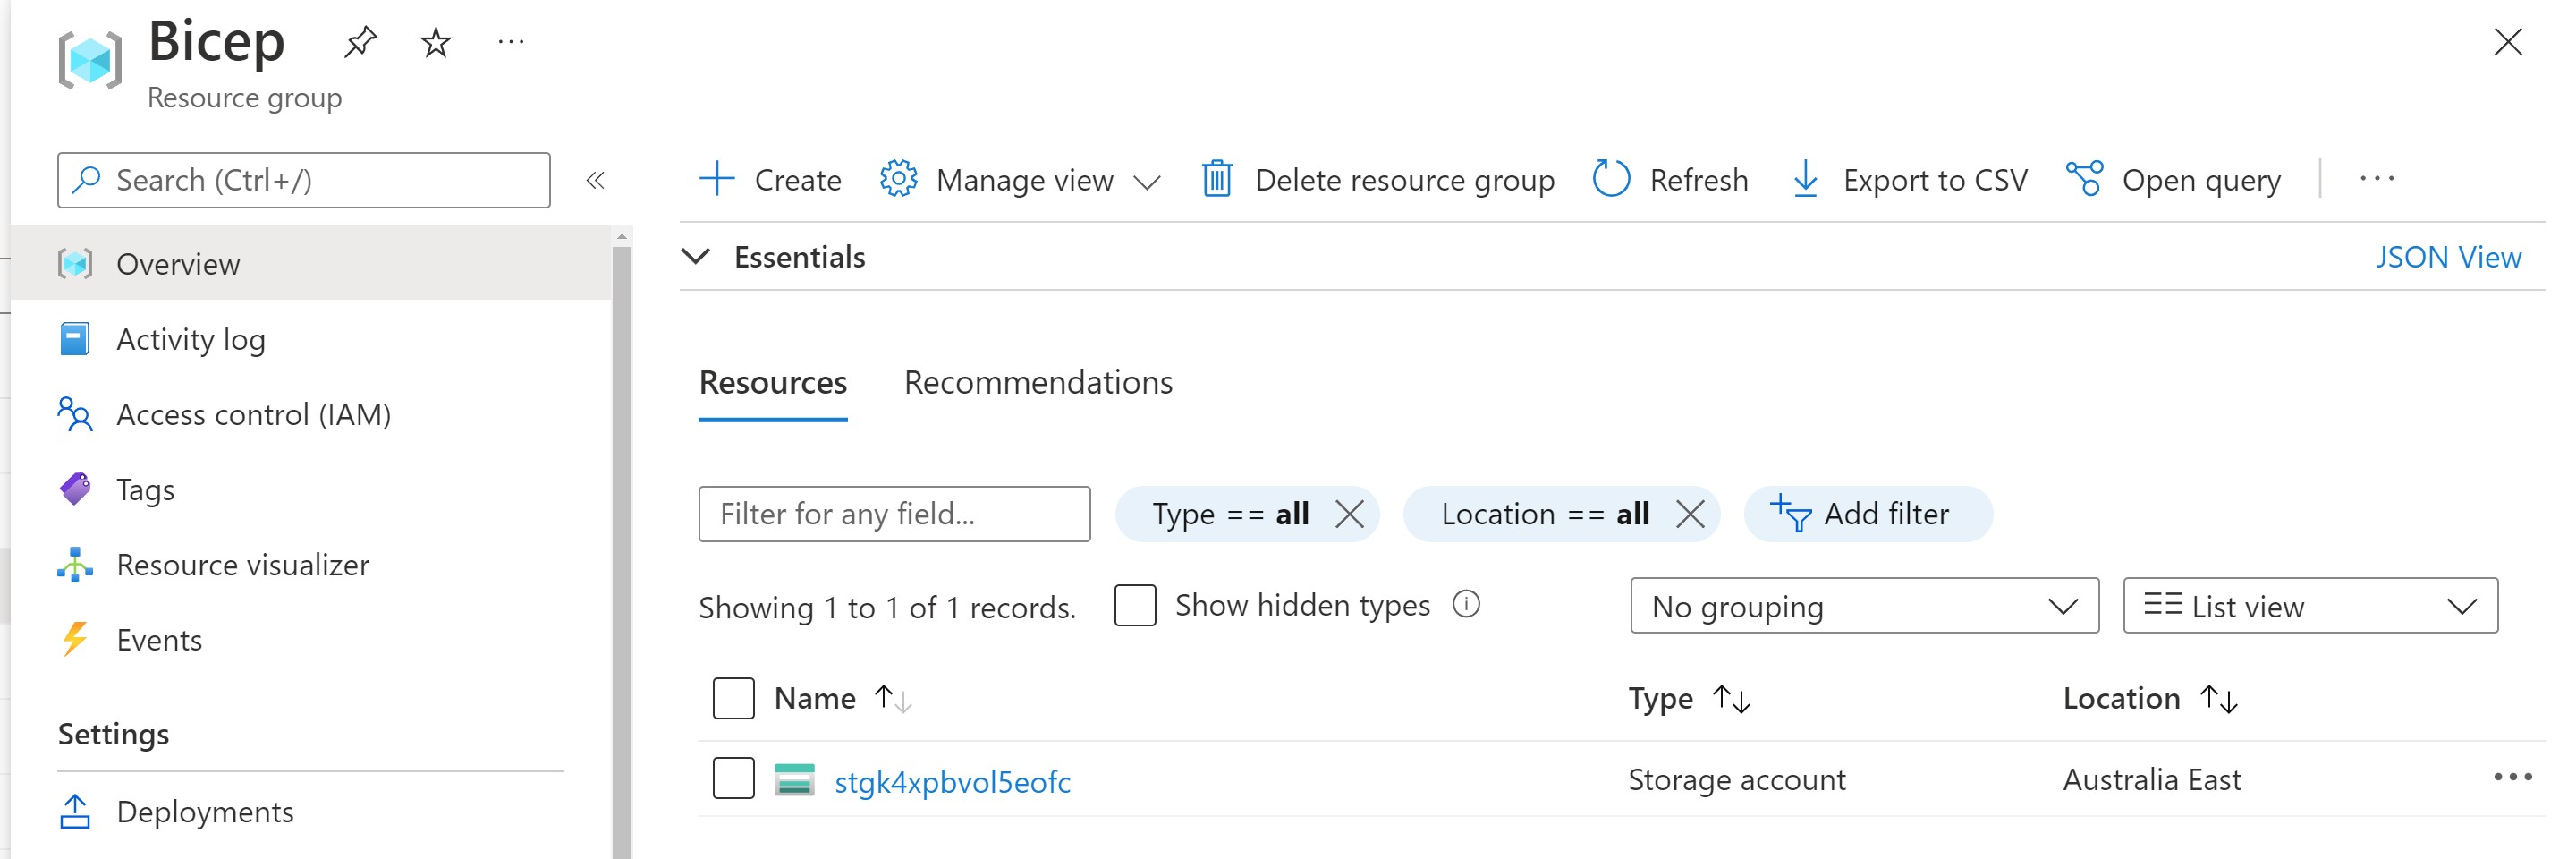 Bicep
Resource group
Search (Ctrl+/)
Create
Manage view
Delete resource group
Refresh
Export to CSV
Open query
Overview
Activity log
Access control (IAM)
Tags
Resource visualizer
Events
Settings
Deployments
Essentials
JSON View
Resources
Recommendations
Filter for any field...
Type == all
Location == all
Add filter
Showing 1 to 1 of 1 records.
Show hidden types
No grouping
List view
Name
Type
Location
stgk4xpbvol5eofc
Storage account
Australia East